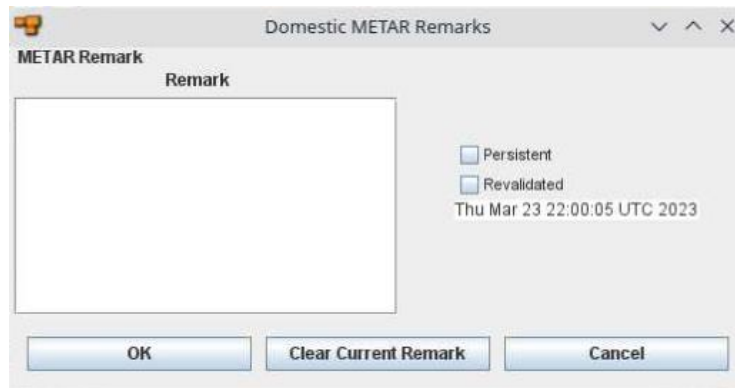 Domestic METAR Remarks
METAR Remark
Remark
Persistent
Revalidated
Thu Mar 23 22:00:05 UTC 2023
OK
Clear Current Remark
Cancel